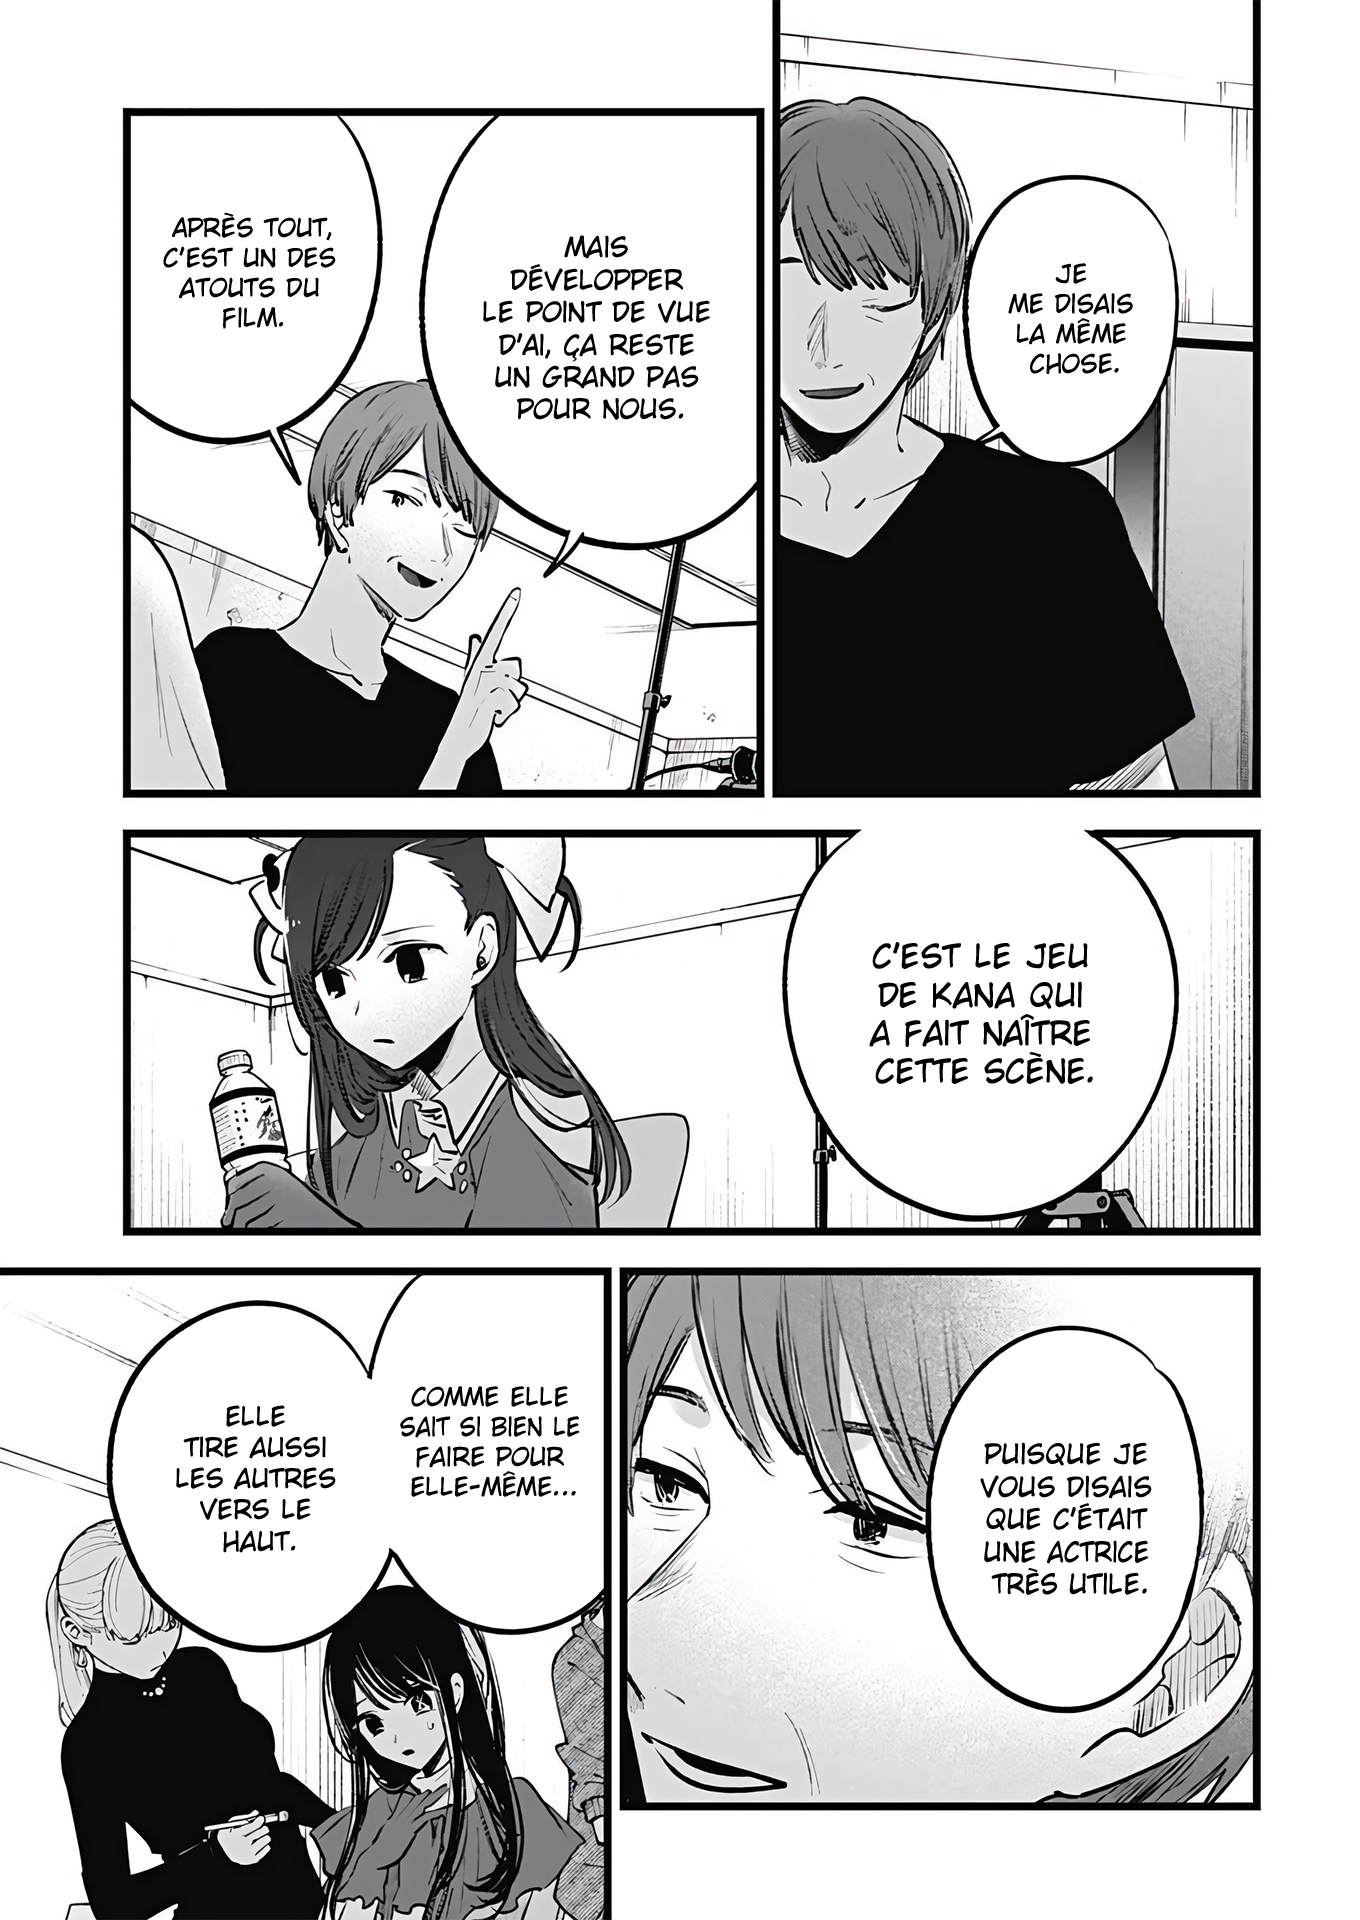 JE
ME DISAIS
LA MÊME
CHOSE.
MAIS
DÉVELOPPER
LE POINT DE VUE
D'AI, ÇA RESTE
UN GRAND PAS
POUR NOUS.
APRÈS TOUT,
C'EST UN DES
ATOUTS DU
FILM.
C'EST LE JEU
DE KANA QUI
A FAIT NAÎTRE
CETTE SCÈNE.
PUISQUE JE
VOUS DISAIS
QUE C'ÉTAIT
UNE ACTRICE
TRÈS UTILE.
COMME ELLE
SAIT SI BIEN LE
FAIRE POUR
ELLE-MÊME...
ELLE
TIRE AUSSI
LES AUTRES
VERS LE
HAUT.